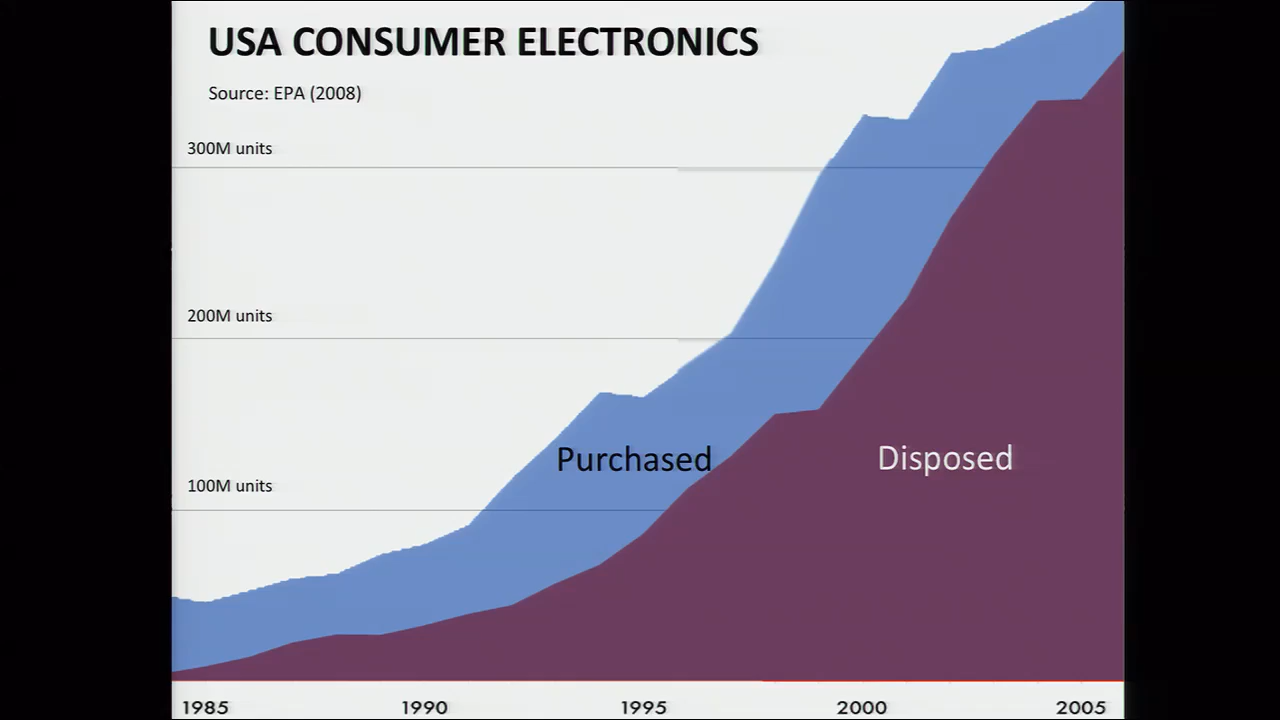 USA CONSUMER ELECTRONICS
Source: EPA (2008)
300M units
200M units
100M units
Purchased
Disposed
1985 1990 1995 2000 2005